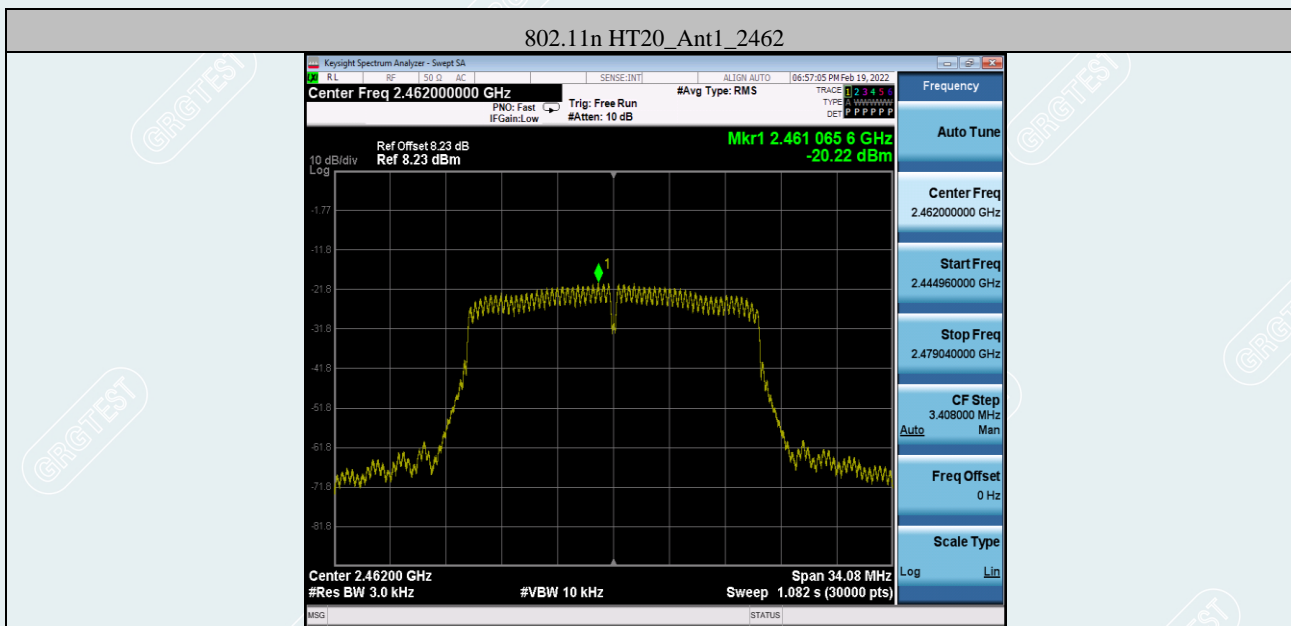 802.11n HT20_Ant1_2462
Keysight Spectrum Analyzer - Swept SA
LXI RL RF 50 Ω AC SENSE:INT ALIGN AUTO 06:57:05 PM Feb 19, 2022
Center Freq 2.462000000 GHz
#Avg Type: RMS
TRACE 1 2 3 4 5 6
PNO: Fast
Trig: Free Run
TYPE A WWWWW
IFGain:Low
#Atten: 10 dB
DET P P P P P P
Mkr1 2.461 065 6 GHz
-20.22 dBm
Ref Offset 8.23 dB
10 dB/div Ref 8.23 dBm
Log
-1.77
-11.8
1
-21.8
-31.8
-41.8
-51.8
-61.8
-71.8
-81.8
Center 2.46200 GHz Span 34.08 MHz
#Res BW 3.0 kHz #VBW 10 kHz Sweep 1.082 s (30000 pts)
MSG STATUS
Frequency
Auto Tune
Center Freq
2.462000000 GHz
Start Freq
2.444960000 GHz
Stop Freq
2.479040000 GHz
CF Step
3.408000 MHz
Auto Man
Freq Offset
0 Hz
Scale Type
Log Lin
GRGTEST
GRGTEST
GRGTEST
GRGTEST